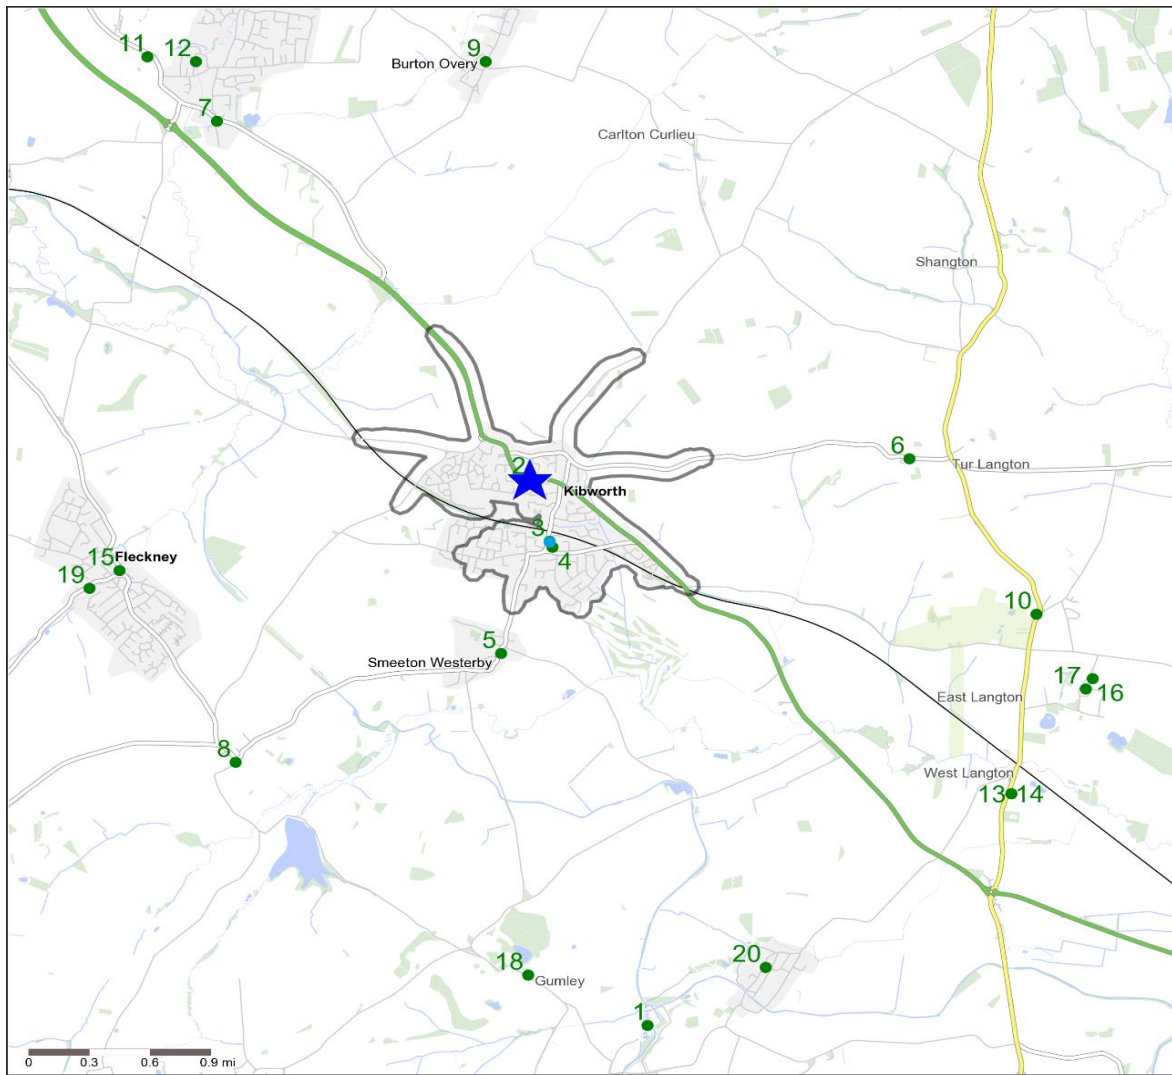 11
12
9
Burton Overy
7
Carlton Curlieu
Shangton
2
6
Tur Langton
Kibworth
3
4
15
Fleckney
19
10
5
Smeeton Westerby
17
16
East Langton
8
West Langton
13
14
18
Gumley
20
1
0 0.3 0.6 0.9 mi